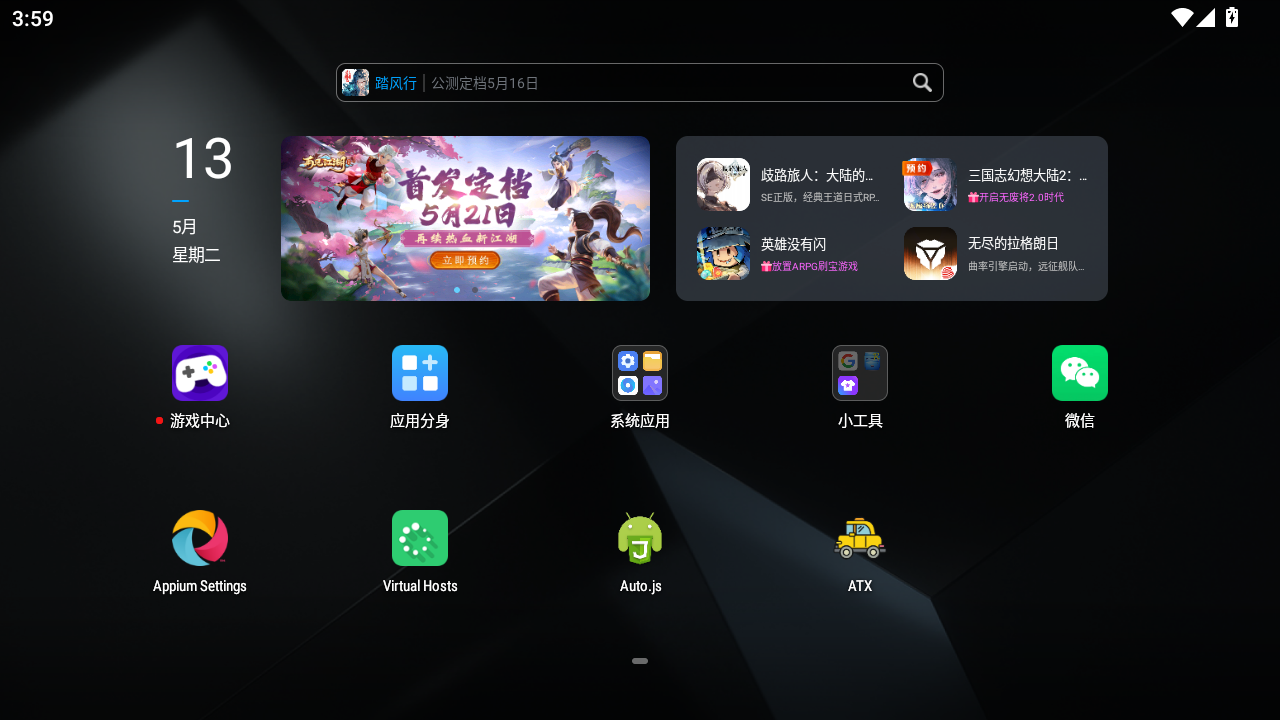 3:59
踏风行 | 公测定档5月16日
13
5月
星期二
再见江湖
首发定档
5月21日
再续热血新江湖
立即预约
歧路旅人：大陆的...
SE正版，经典王道日式RP...
预约
三国志幻想大陆2：...
开启无废将2.0时代
英雄没有闪
放置ARPG刷宝游戏
无尽的拉格朗日
曲率引擎启动，远征舰队...
游戏中心
应用分身
系统应用
小工具
微信
Appium Settings
Virtual Hosts
Auto.js
ATX